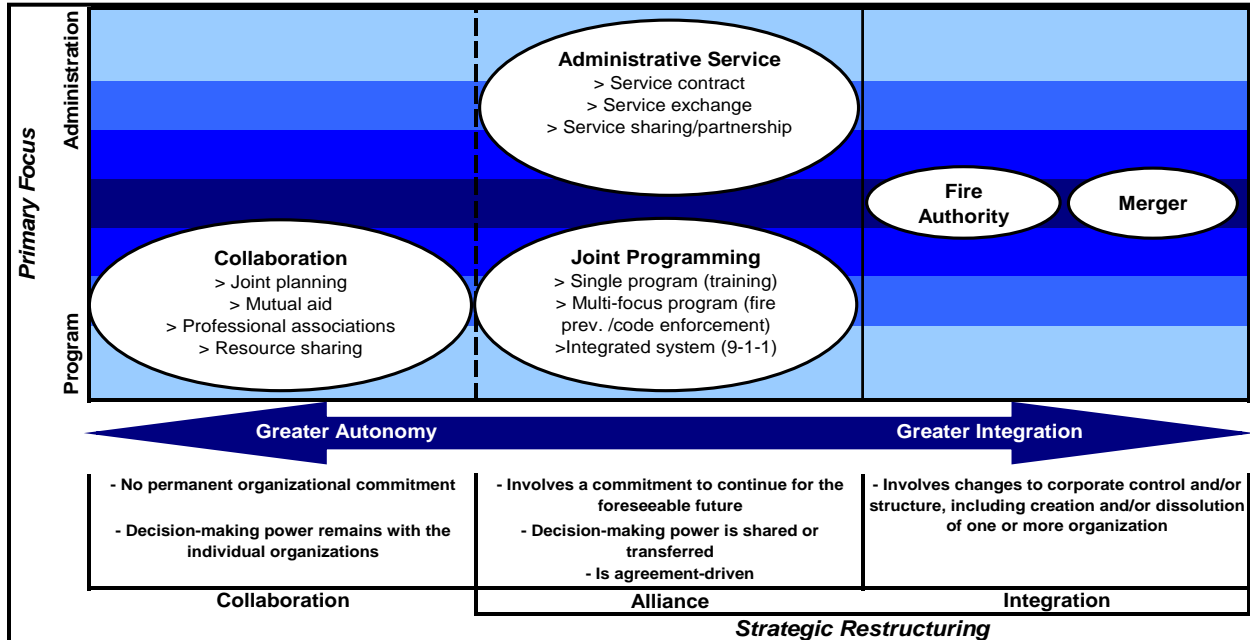 Primary Focus
Administration
Program
Administrative Service
> Service contract
> Service exchange
> Service sharing/partnership
Fire
Authority
Merger
Collaboration
> Joint planning
> Mutual aid
> Professional associations
> Resource sharing
Joint Programming
> Single program (training)
> Multi-focus program (fire
prev. /code enforcement)
>Integrated system (9-1-1)
Greater Autonomy
Greater Integration
- No permanent organizational commitment
- Decision-making power remains with the
individual organizations
- Involves a commitment to continue for the
foreseeable future
- Decision-making power is shared or
transferred
- Is agreement-driven
- Involves changes to corporate control and/or
structure, including creation and/or dissolution
of one or more organization
Collaboration
Alliance
Integration
Strategic Restructuring